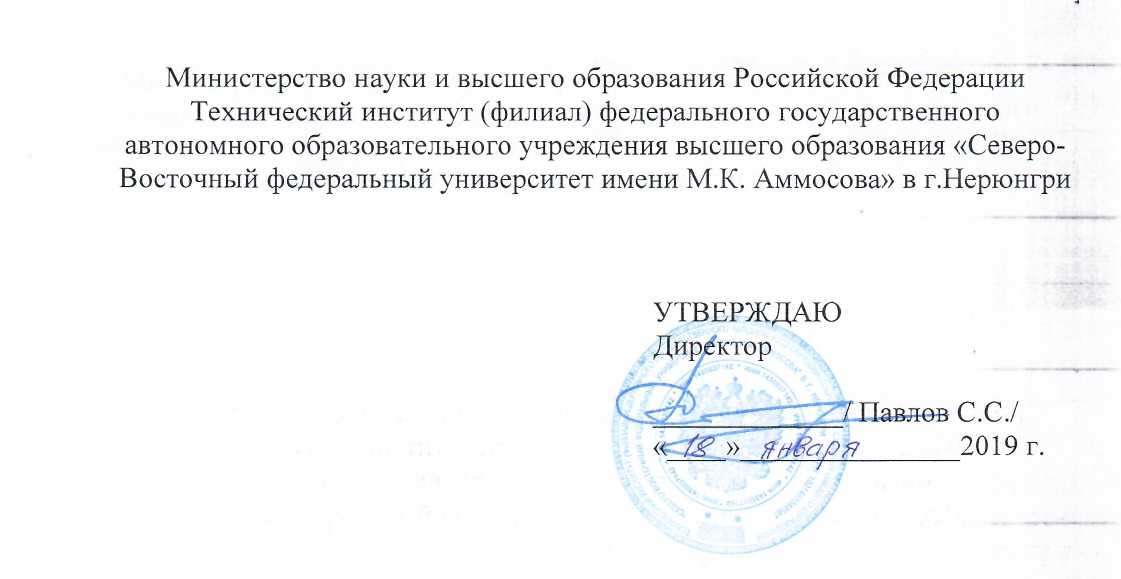 Министерство науки и высшего образования Российской Федерации
Технический институт (филиал) федерального государственного
автономного образовательного учреждения высшего образования «Северо-
Восточный федеральный университет имени М.К. Аммосова» в г.Нерюнгри
УТВЕРЖДАЮ
Директор
/ Павлов С.С./
«18» января 2019 г.